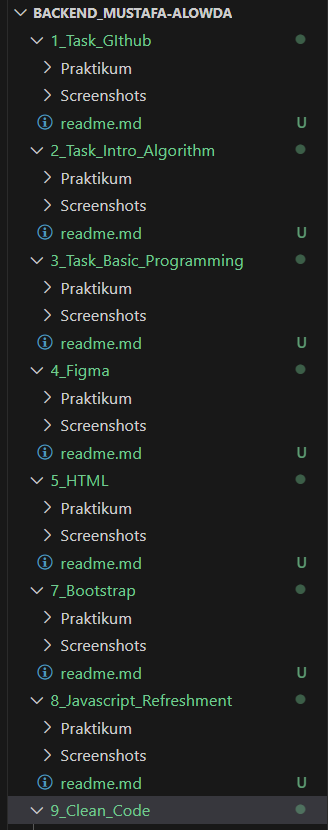 BACKEND_MUSTAFA-ALOWDA
1_Task_GIthub
Praktikum
Screenshots
readme.md U
2_Task_Intro_Algorithm
Praktikum
Screenshots
readme.md U
3_Task_Basic_Programming
Praktikum
Screenshots
readme.md U
4_Figma
Praktikum
Screenshots
readme.md U
5_HTML
Praktikum
Screenshots
readme.md U
7_Bootstrap
Praktikum
Screenshots
readme.md U
8_Javascript_Refreshment
Praktikum
Screenshots
readme.md U
9_Clean_Code